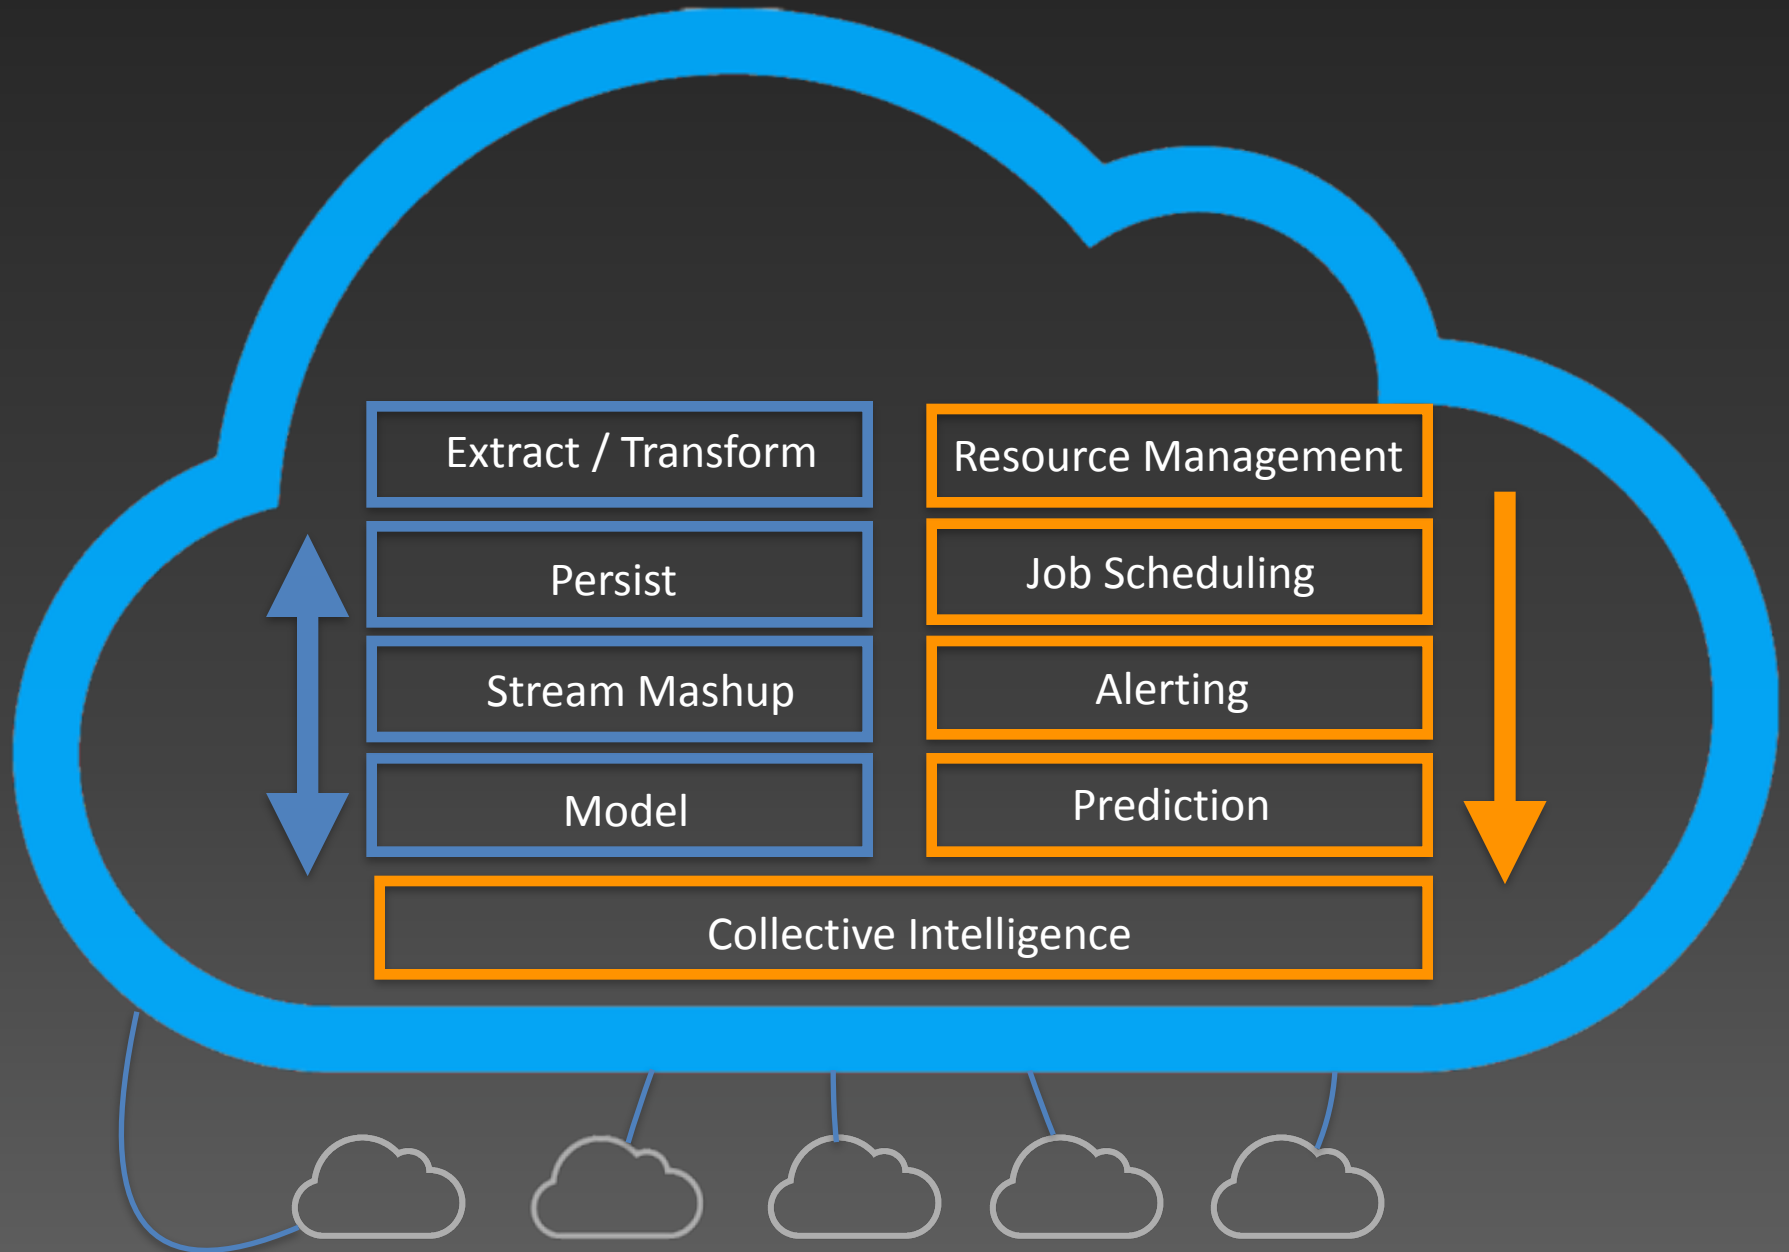 Extract / Transform
Persist
Stream Mashup
Model
Resource Management
Job Scheduling
Alerting
Prediction
Collective Intelligence